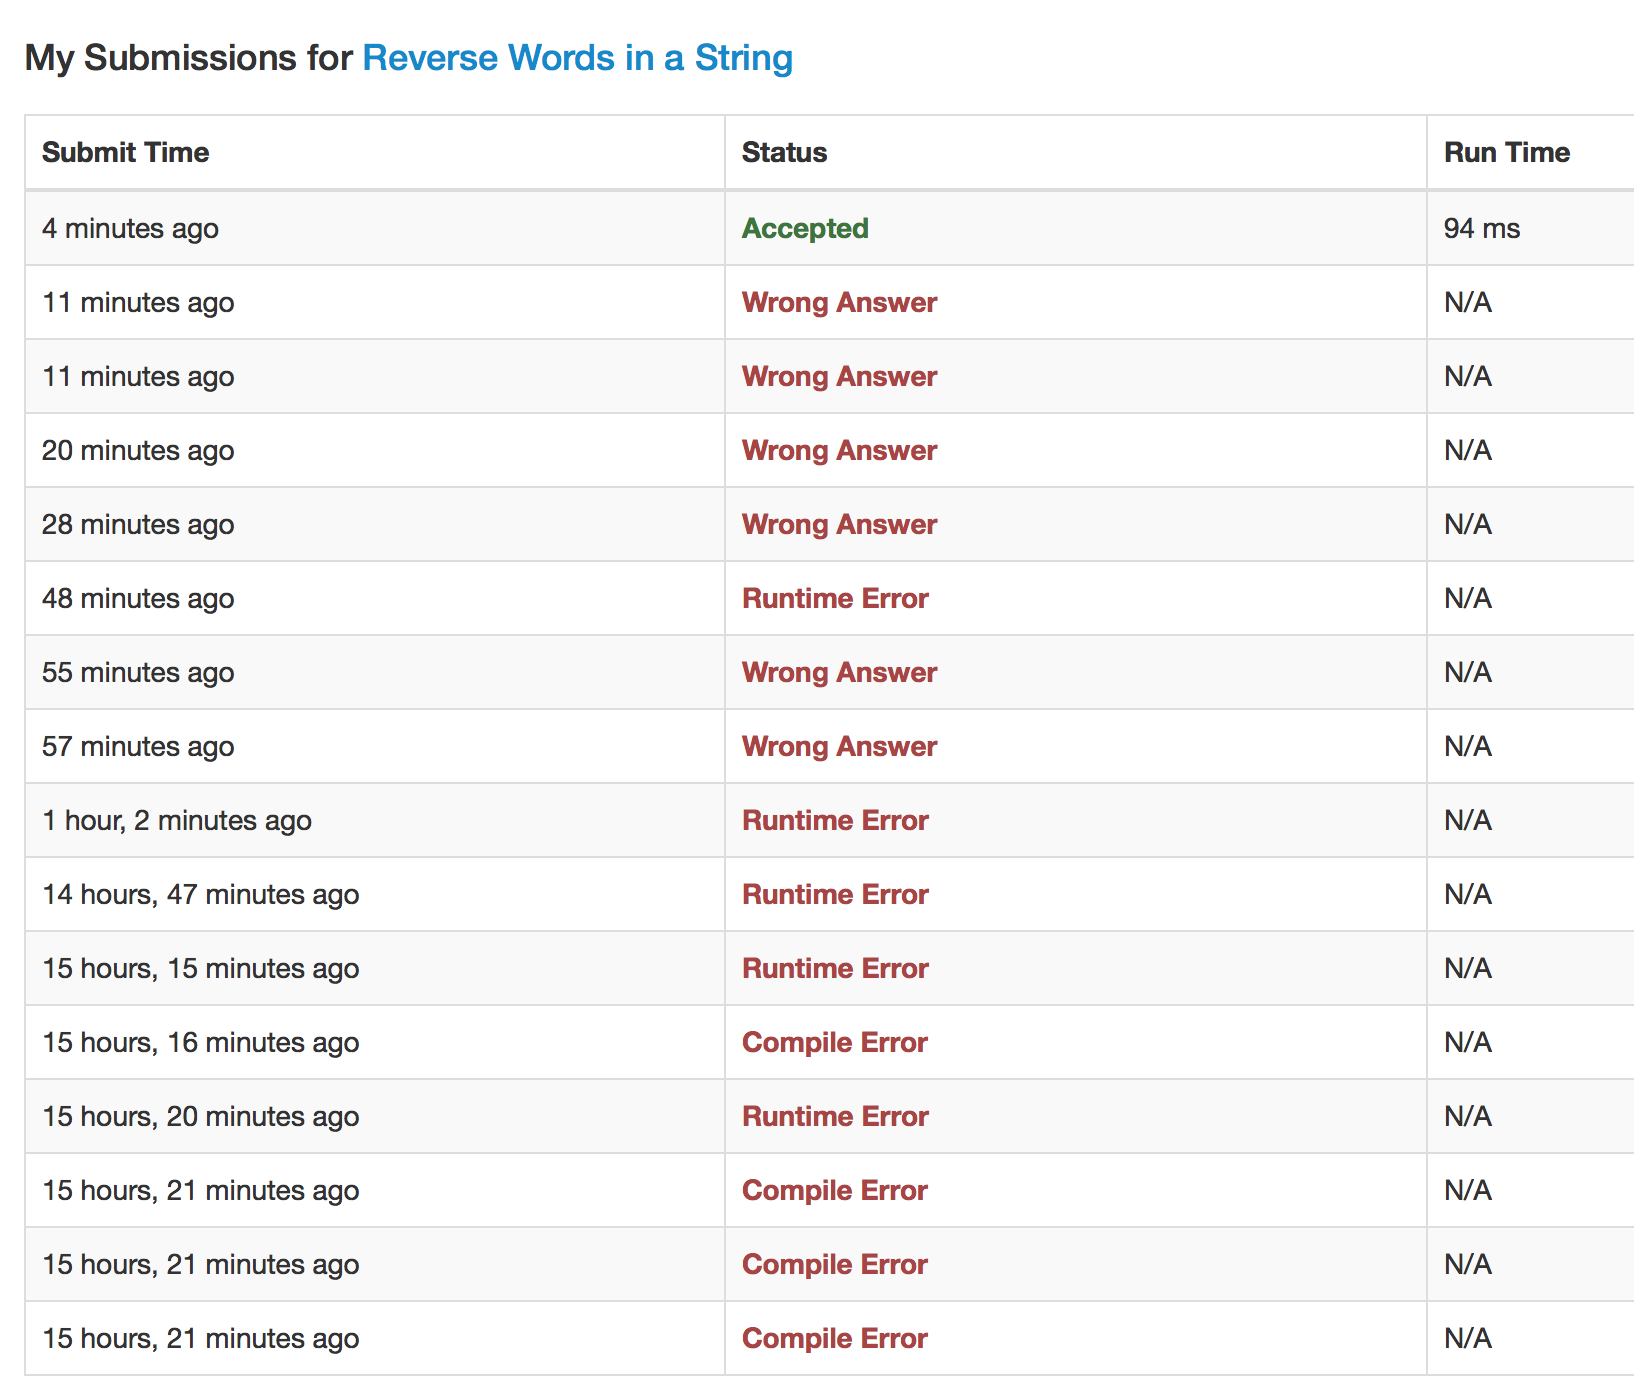 My Submissions for Reverse Words in a String
Submit Time Status Run Time
4 minutes ago Accepted 94 ms
11 minutes ago Wrong Answer N/A
11 minutes ago Wrong Answer N/A
20 minutes ago Wrong Answer N/A
28 minutes ago Wrong Answer N/A
48 minutes ago Runtime Error N/A
55 minutes ago Wrong Answer N/A
57 minutes ago Wrong Answer N/A
1 hour, 2 minutes ago Runtime Error N/A
14 hours, 47 minutes ago Runtime Error N/A
15 hours, 15 minutes ago Runtime Error N/A
15 hours, 16 minutes ago Compile Error N/A
15 hours, 20 minutes ago Runtime Error N/A
15 hours, 21 minutes ago Compile Error N/A
15 hours, 21 minutes ago Compile Error N/A
15 hours, 21 minutes ago Compile Error N/A